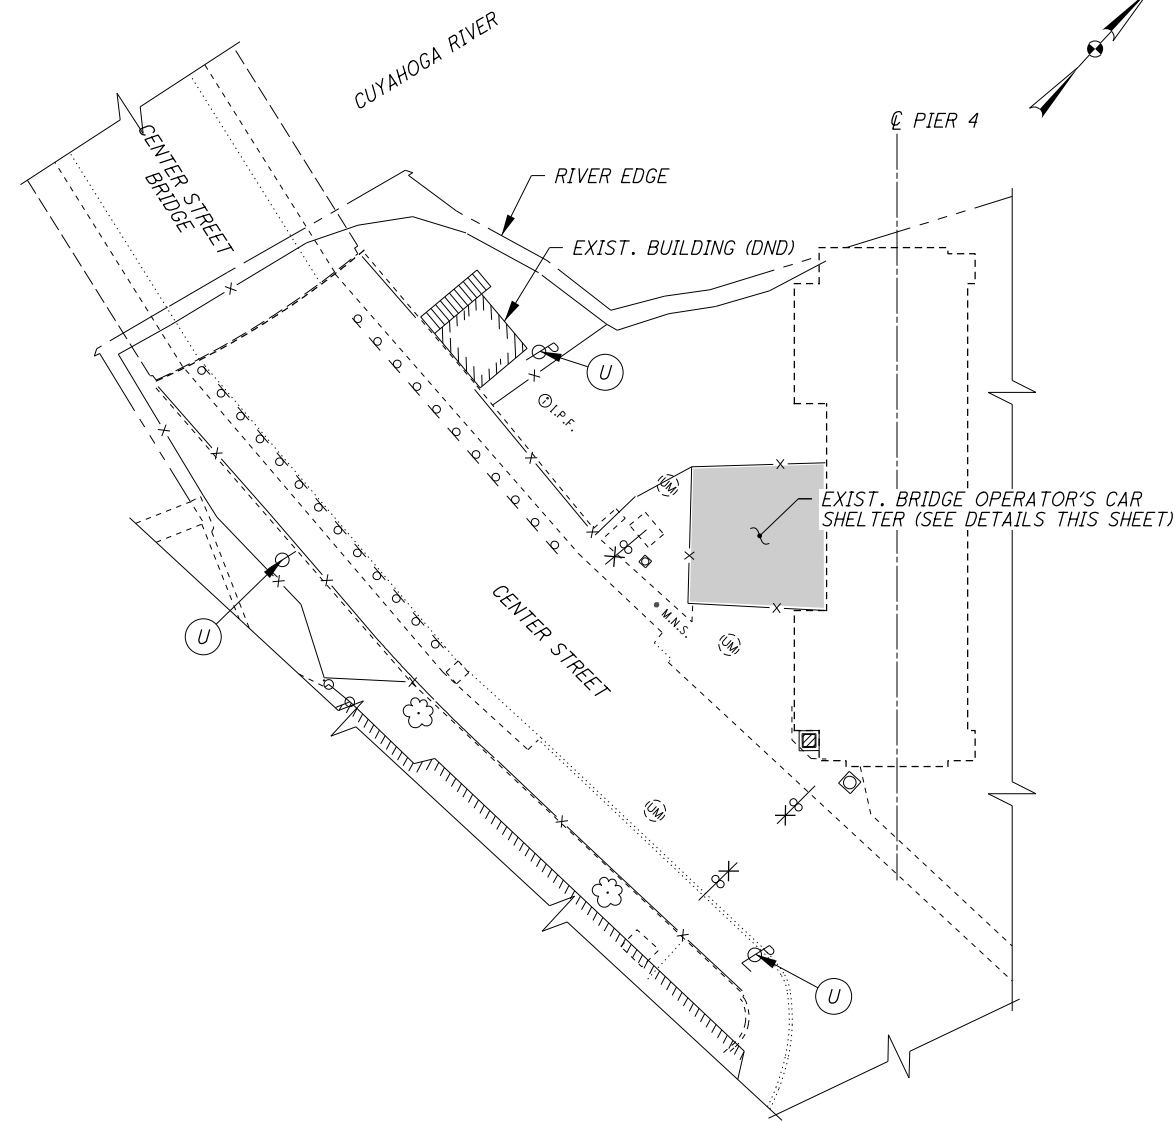 CUYAHOGA RIVER
℄ PIER 4
CENTER STREET
BRIDGE
RIVER EDGE
EXIST. BUILDING (DND)
U
I.P.F.
UMI
EXIST. BRIDGE OPERATOR'S CAR
SHELTER (SEE DETAILS THIS SHEET)
CENTER STREET
M.N.S.
U
UMI
UMI
U